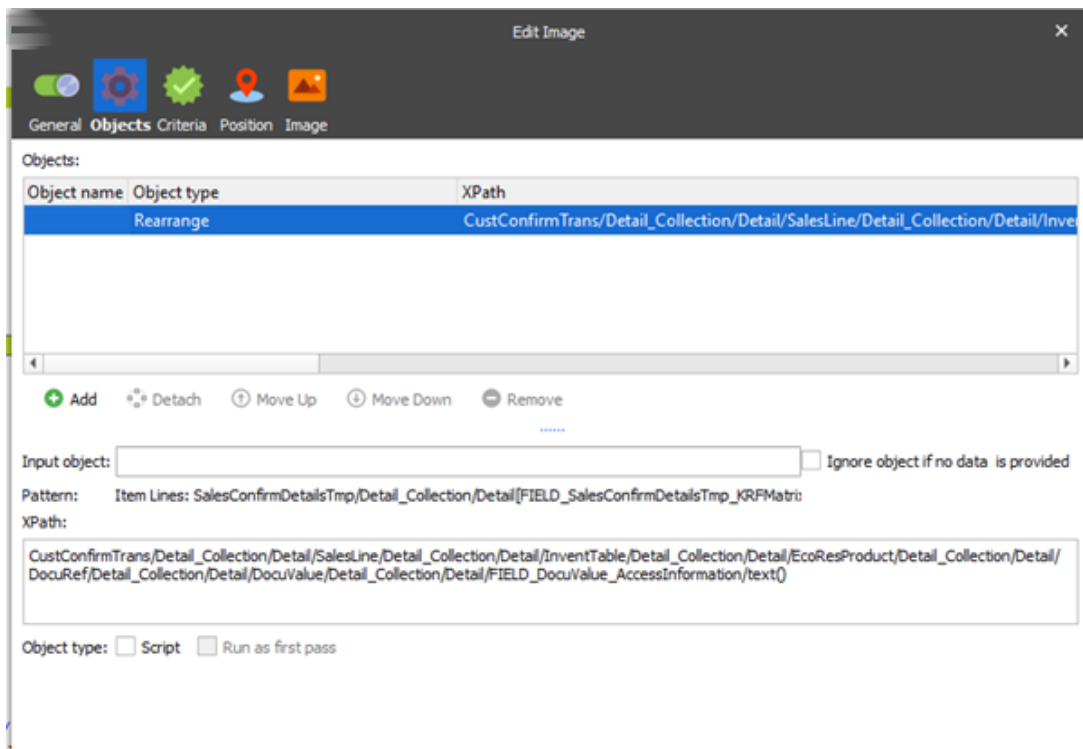 Edit Image
General Objects Criteria Position Image
Objects:
Object name Object type XPath
Rearrange CustConfirmTrans/Detail_Collection/Detail/SalesLine/Detail_Collection/Detail/Inven
Add Detach Move Up Move Down Remove
Input object: Ignore object if no data is provided
Pattern: Item Lines: SalesConfirmDetailsTmp/Detail_Collection/Detail[FIELD_SalesConfirmDetailsTmp_KRFMatri
XPath:
CustConfirmTrans/Detail_Collection/Detail/SalesLine/Detail_Collection/Detail/InventTable/Detail_Collection/Detail/EcoResProduct/Detail_Collection/Detail/
DocuRef/Detail_Collection/Detail/DocuValue/Detail_Collection/Detail/FIELD_DocuValue_AccessInformation/text()
Object type: Script Run as first pass